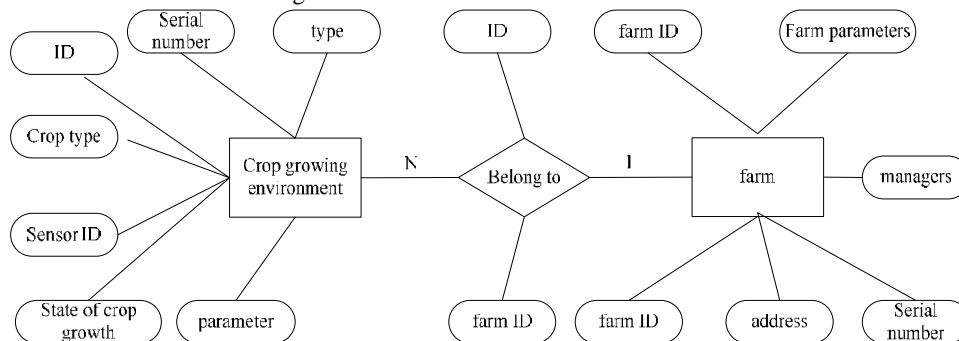 Serial
number
type
ID
farm ID
Farm parameters
ID
Crop type
Crop growing
environment
N
Belong to
1
farm
managers
Sensor ID
State of crop
growth
parameter
farm ID
farm ID
address
Serial
number